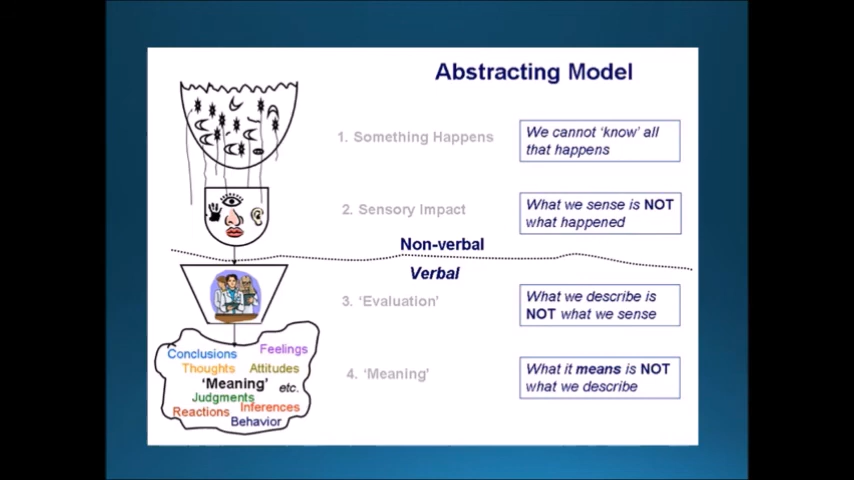 Abstracting Model
1. Something Happens
We cannot ‘know’ all
that happens
2. Sensory Impact
What we sense is NOT
what happened
Non-verbal
Verbal
3. ‘Evaluation’
What we describe is
NOT what we sense
4. ‘Meaning’
What it means is NOT
what we describe
Conclusions
Feelings
Thoughts
Attitudes
‘Meaning’
etc.
Judgments
Inferences
Reactions
Behavior